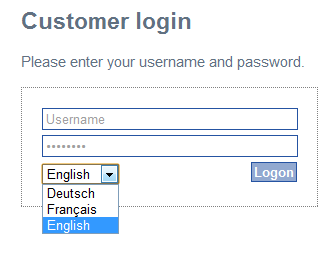 Customer login
Please enter your username and password.
Username
••••••••
English
Logon
Deutsch
Français
English